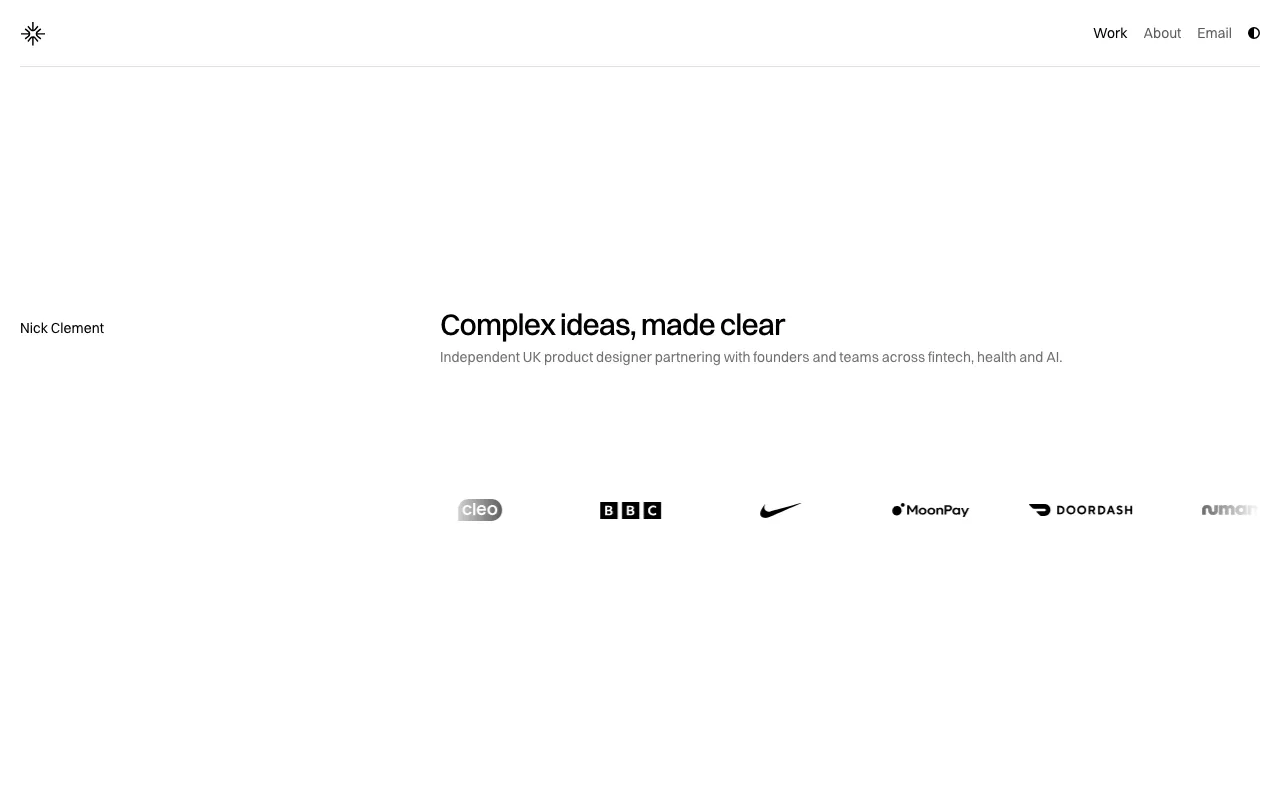 Work About Email
Nick Clement
Complex ideas, made clear
Independent UK product designer partnering with founders and teams across fintech, health and AI.
cleo BBC MoonPay DOORDASH numan